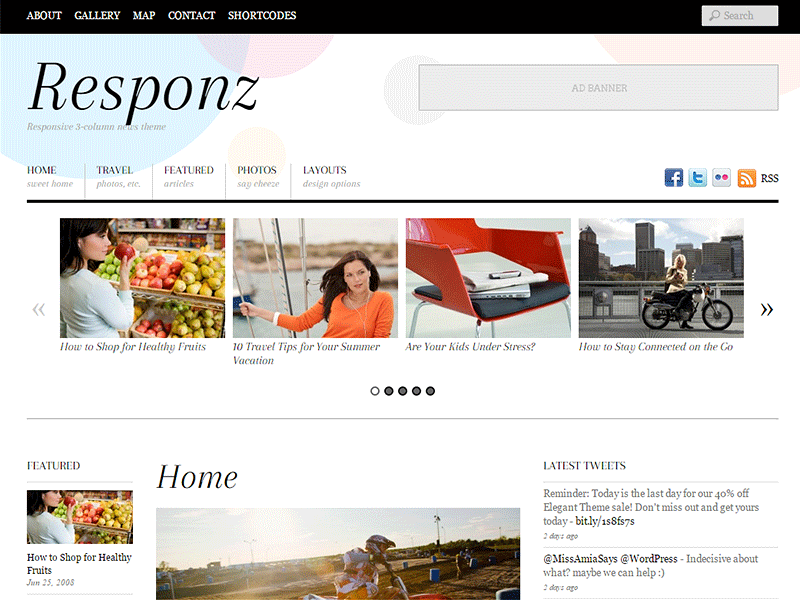 ABOUT GALLERY MAP CONTACT SHORTCODES
Search
Responz
Responsive 3-column news theme
AD BANNER
HOME TRAVEL FEATURED PHOTOS LAYOUTS
sweet home photos, etc. articles say cheeze design options
RSS
How to Shop for Healthy Fruits
10 Travel Tips for Your Summer
Vacation
Are Your Kids Under Stress?
How to Stay Connected on the Go
FEATURED
How to Shop for Healthy
Fruits
Jun 25, 2008
Home
LATEST TWEETS
Reminder: Today is the last day for our 40% off
Elegant Theme sale! Don't miss out and get yours
today - bit.ly/1s8fs7s
2 days ago
@MissAmiaSays @WordPress - Indecisive about
what? maybe we can help :)
2 days ago